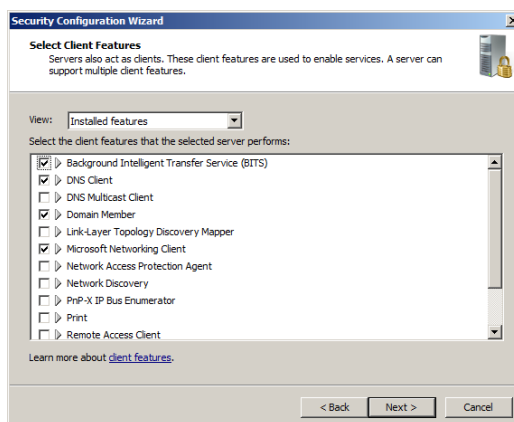 Security Configuration Wizard
Select Client Features
Servers also act as clients. These client features are used to enable services. A server can
support multiple client features.
View: Installed features
Select the client features that the selected server performs:
Background Intelligent Transfer Service (BITS)
DNS Client
DNS Multicast Client
Domain Member
Link-Layer Topology Discovery Mapper
Microsoft Networking Client
Network Access Protection Agent
Network Discovery
PnP-X IP Bus Enumerator
Print
Remote Access Client
Learn more about client features.
< Back Next > Cancel